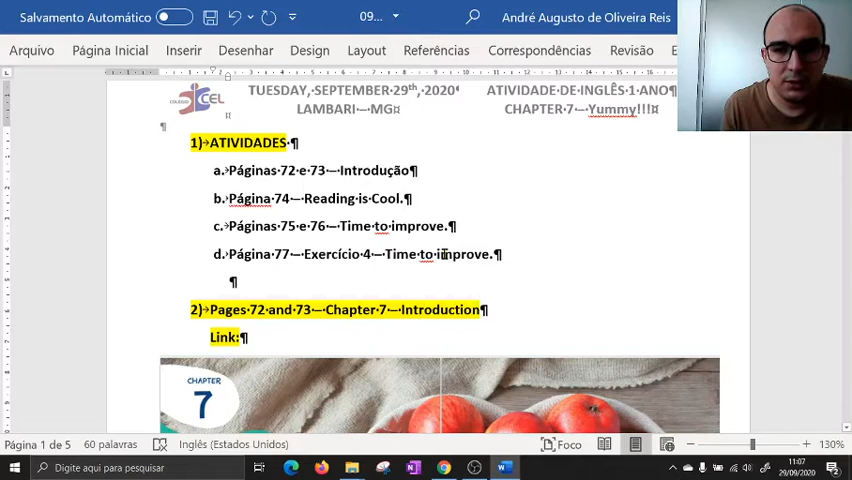 Salvamento Automático
09...
André Augusto de Oliveira Reis
Arquivo Página Inicial Inserir Desenhar Design Layout Referências Correspondências Revisão
COLÉGIO CEL
TUESDAY, SEPTEMBER 29th, 2020
ATIVIDADE DE INGLÊS 1 ANO
LAMBARI – MG
CHAPTER 7 – Yummy!!!
1) ATIVIDADES
a. Páginas 72 e 73 – Introdução
b. Página 74 – Reading is Cool.
c. Páginas 75 e 76 – Time to improve.
d. Página 77 – Exercício 4 – Time to improve.
2) Pages 72 and 73 – Chapter 7 – Introduction
Link:
CHAPTER
7
Página 1 de 5 60 palavras Inglês (Estados Unidos) Foco 130%
Digite aqui para pesquisar
11:07
29/09/2020